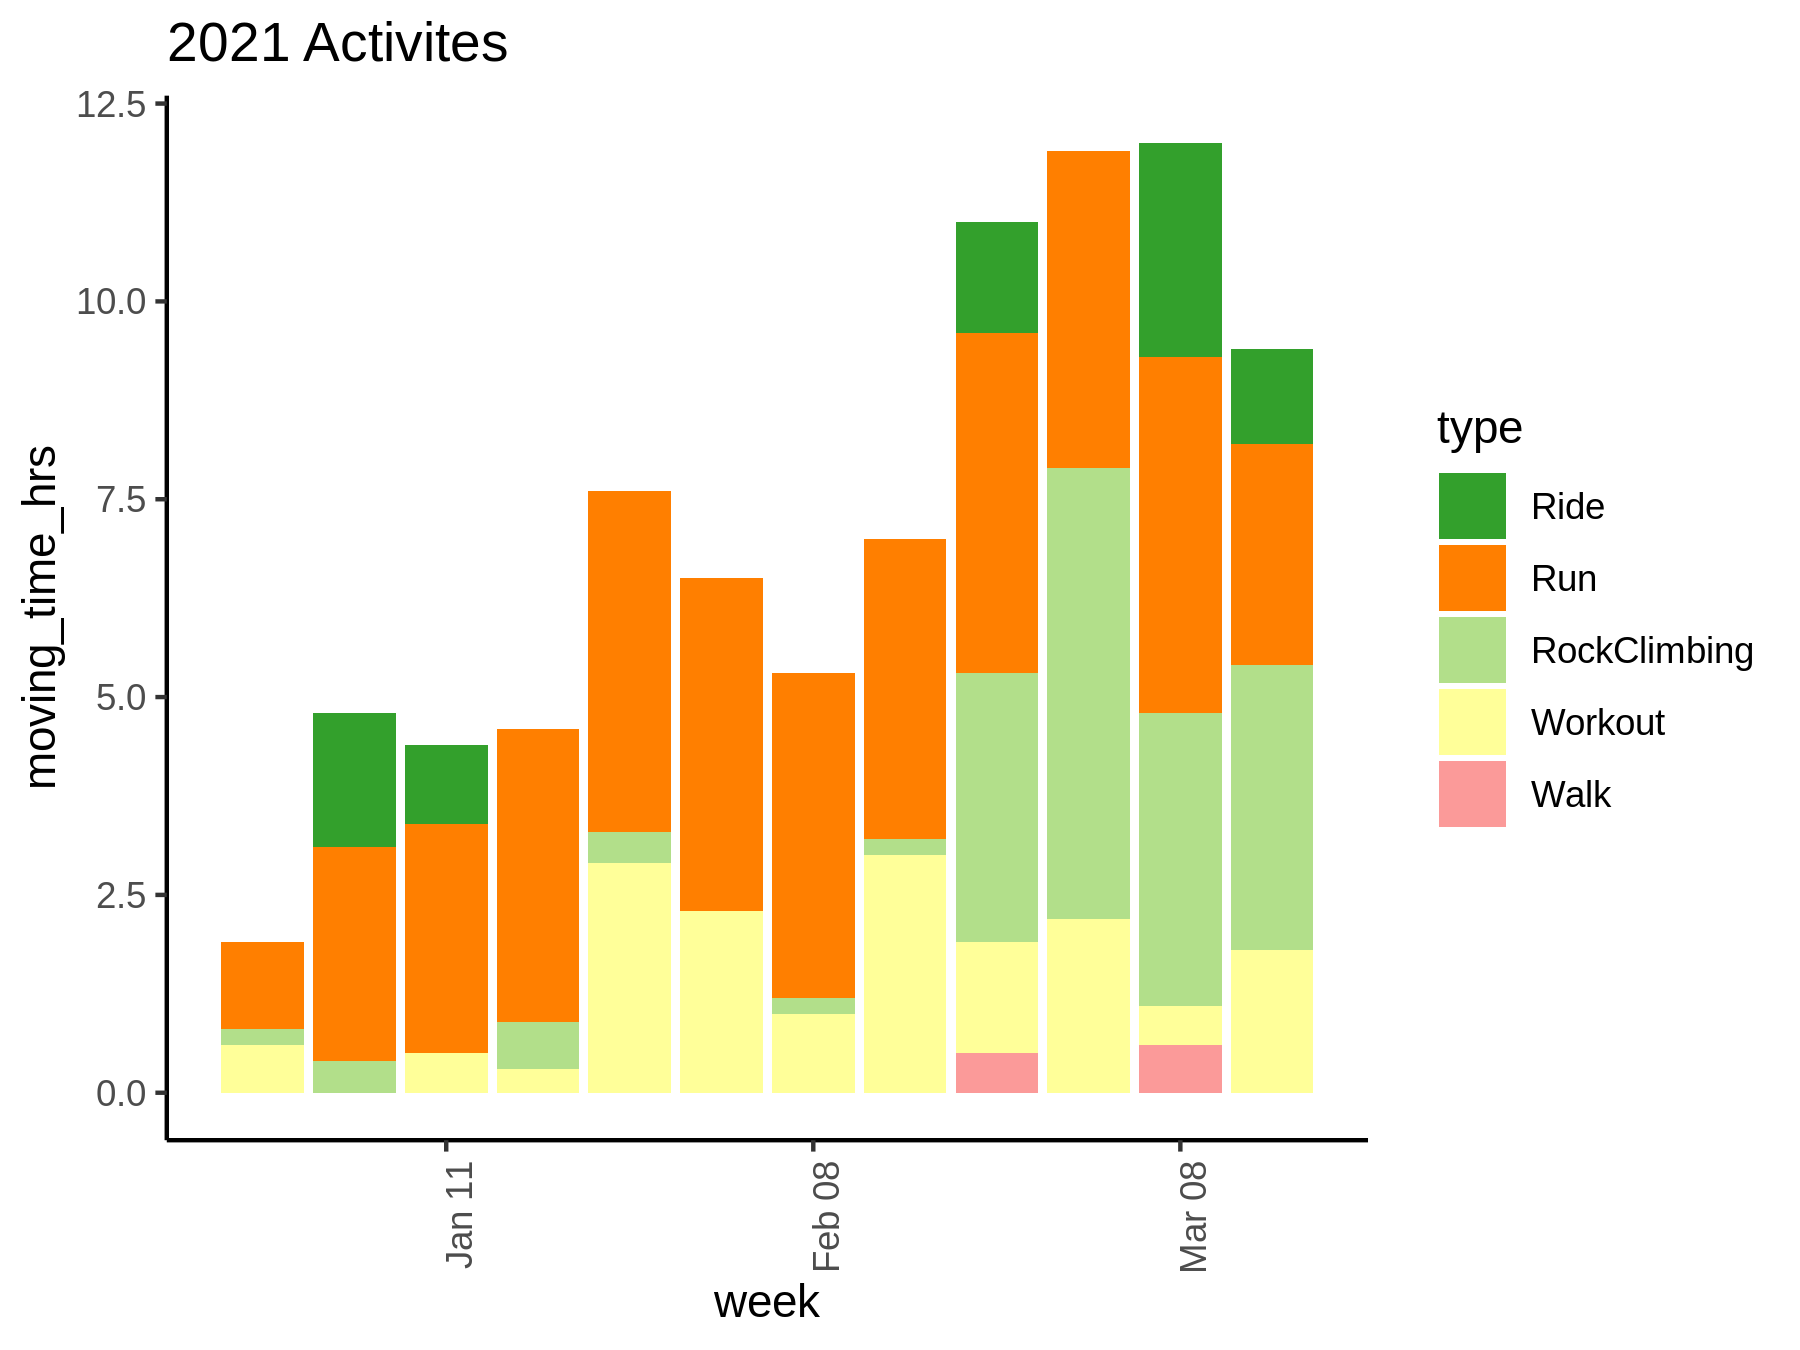 2021 Activites
moving_time_hrs
12.5
10.0
7.5
5.0
2.5
0.0
Jan 11
Feb 08
Mar 08
week
type
Ride
Run
RockClimbing
Workout
Walk